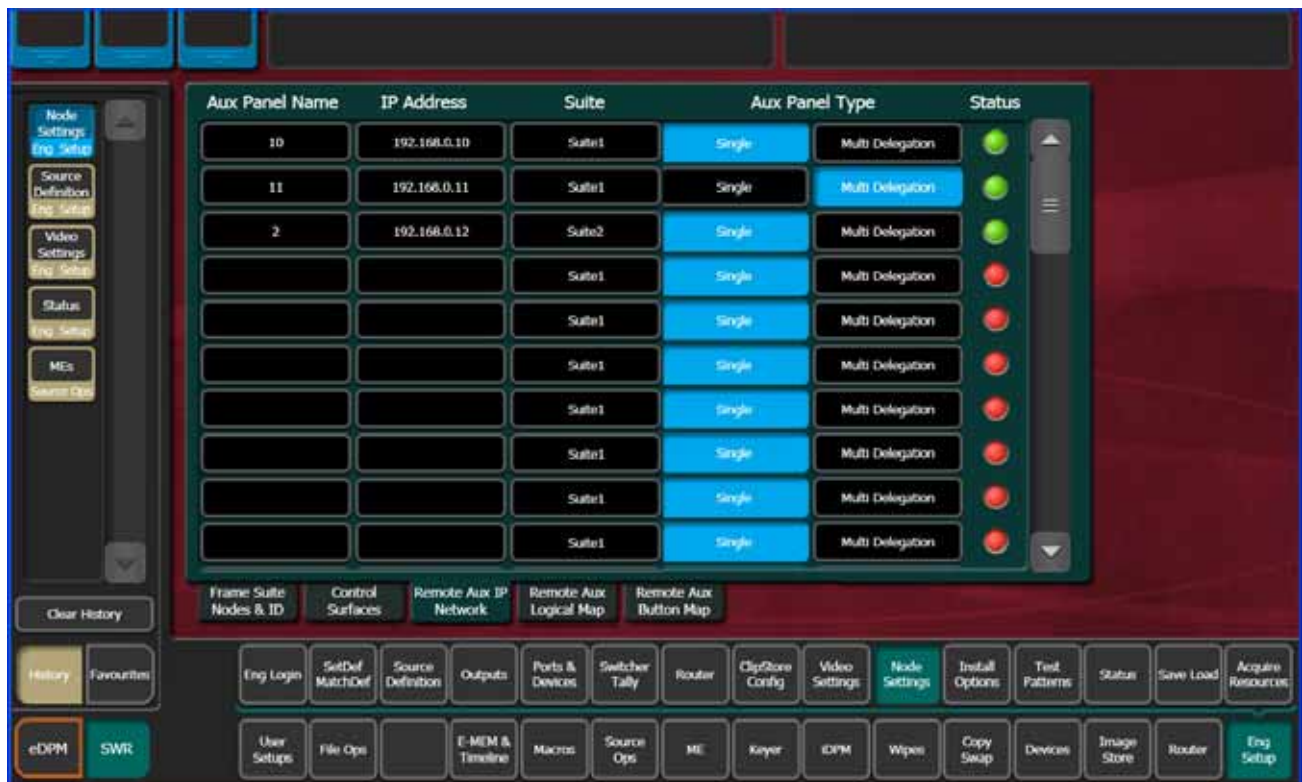 Aux Panel Name IP Address Suite Aux Panel Type Status
10 192.168.0.10 Suite1 Single Multi Delegation
11 192.168.0.11 Suite1 Single Multi Delegation
2 192.168.0.12 Suite2 Single Multi Delegation
Suite1 Single Multi Delegation
Suite1 Single Multi Delegation
Suite1 Single Multi Delegation
Suite1 Single Multi Delegation
Suite1 Single Multi Delegation
Suite1 Single Multi Delegation
Suite1 Single Multi Delegation
Node
Settings
Eng Setup
Source
Definition
Eng Setup
Video
Settings
Eng Setup
Status
Eng Setup
MEs
Source Ops
Clear History
History Favourites
eDPM SWR
Frame Suite
Nodes & ID
Control
Surfaces
Remote Aux IP
Network
Remote Aux
Logical Map
Remote Aux
Button Map
Eng Login
SetDef
MatchDef
Source
Definition
Outputs
Ports &
Devices
Switcher
Tally
Router
ClipStore
Config
Video
Settings
Node
Settings
Install
Options
Test
Patterns
Status
Save Load
Acquire
Resources
User
Setups
File Ops
E-MEM &
Timeline
Macros
Source
Ops
ME
Keyer
iDPM
Wipes
Copy
Swap
Devices
Image
Store
Router
Eng
Setup